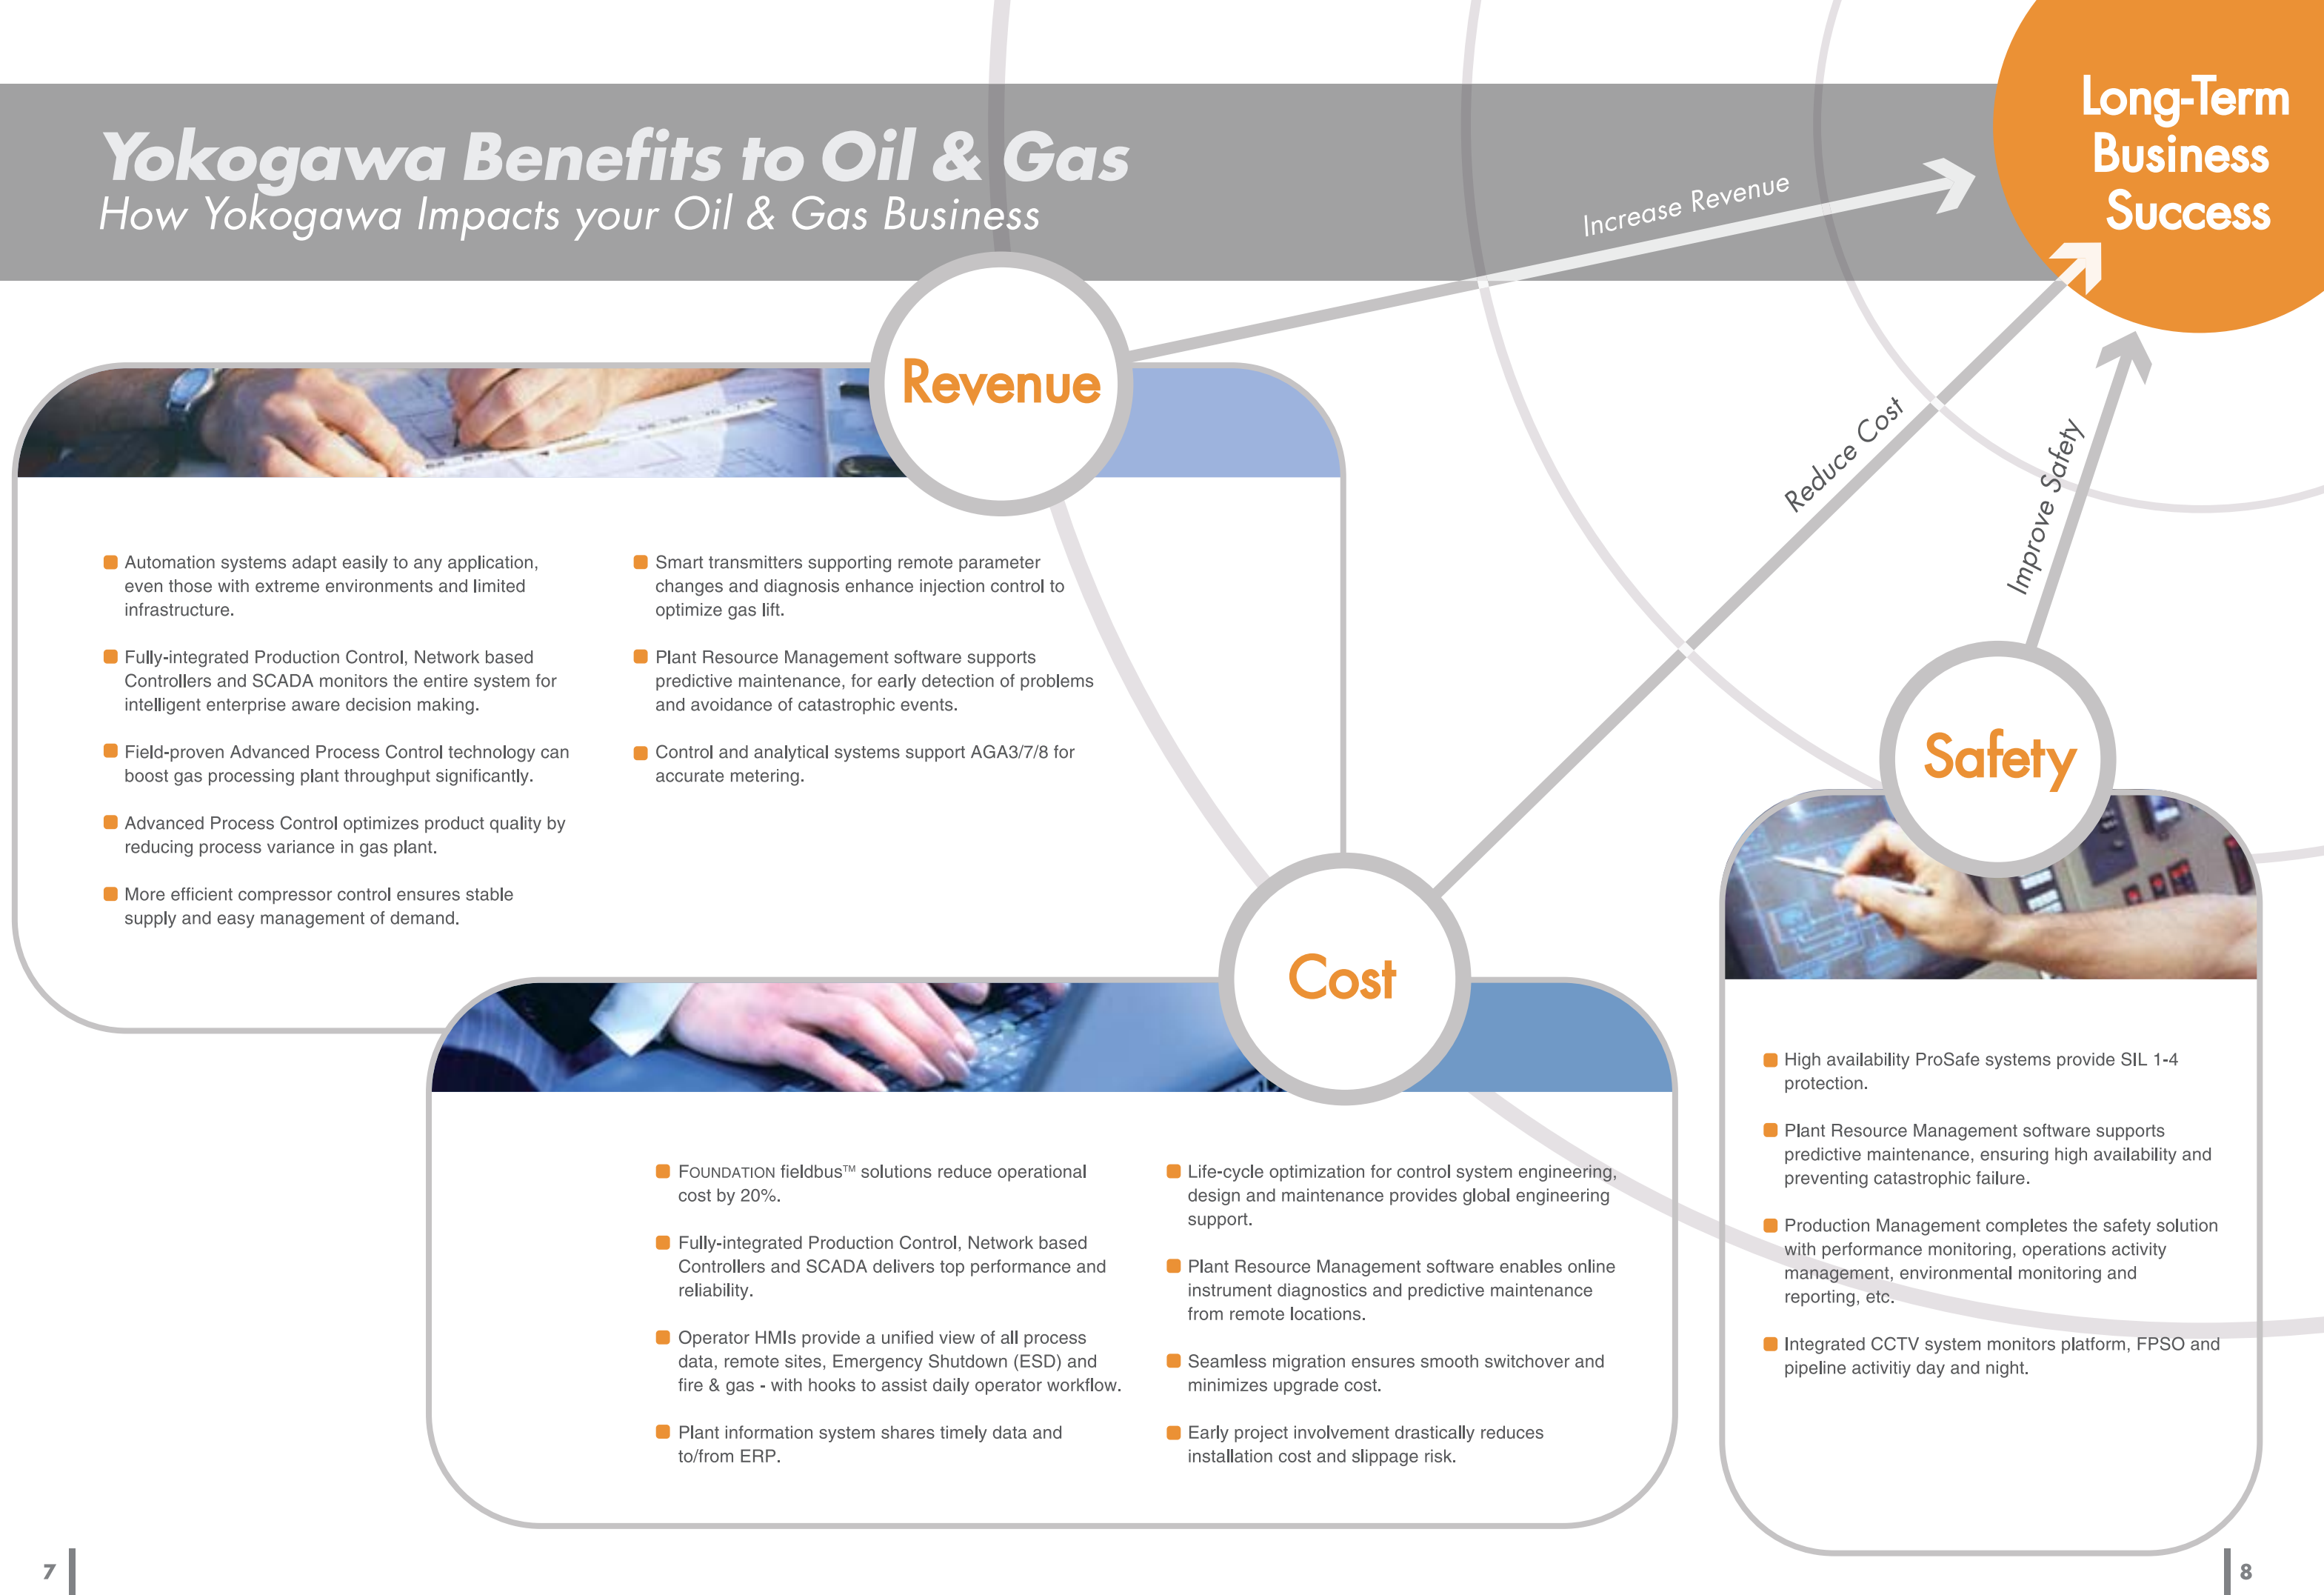 Yokogawa Benefits to Oil & Gas
How Yokogawa Impacts your Oil & Gas Business
Long-Term
Business
Success
Increase Revenue
Reduce Cost
Improve Safety
Revenue
Automation systems adapt easily to any application,
even those with extreme environments and limited
infrastructure.
Fully-integrated Production Control, Network based
Controllers and SCADA monitors the entire system for
intelligent enterprise aware decision making.
Field-proven Advanced Process Control technology can
boost gas processing plant throughput significantly.
Advanced Process Control optimizes product quality by
reducing process variance in gas plant.
More efficient compressor control ensures stable
supply and easy management of demand.
Smart transmitters supporting remote parameter
changes and diagnosis enhance injection control to
optimize gas lift.
Plant Resource Management software supports
predictive maintenance, for early detection of problems
and avoidance of catastrophic events.
Control and analytical systems support AGA3/7/8 for
accurate metering.
Cost
FOUNDATION fieldbus™ solutions reduce operational
cost by 20%.
Fully-integrated Production Control, Network based
Controllers and SCADA delivers top performance and
reliability.
Operator HMIs provide a unified view of all process
data, remote sites, Emergency Shutdown (ESD) and
fire & gas - with hooks to assist daily operator workflow.
Plant information system shares timely data and
to/from ERP.
Life-cycle optimization for control system engineering,
design and maintenance provides global engineering
support.
Plant Resource Management software enables online
instrument diagnostics and predictive maintenance
from remote locations.
Seamless migration ensures smooth switchover and
minimizes upgrade cost.
Early project involvement drastically reduces
installation cost and slippage risk.
Safety
High availability ProSafe systems provide SIL 1-4
protection.
Plant Resource Management software supports
predictive maintenance, ensuring high availability and
preventing catastrophic failure.
Production Management completes the safety solution
with performance monitoring, operations activity
management, environmental monitoring and
reporting, etc.
Integrated CCTV system monitors platform, FPSO and
pipeline activitiy day and night.
7
8